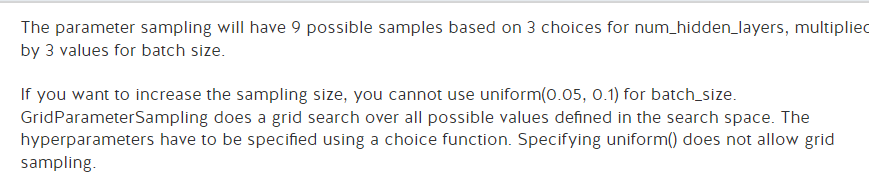 The parameter sampling will have 9 possible samples based on 3 choices for num_hidden_layers, multiplied
by 3 values for batch size.
If you want to increase the sampling size, you cannot use uniform(0.05, 0.1) for batch_size.
GridParameterSampling does a grid search over all possible values defined in the search space. The
hyperparameters have to be specified using a choice function. Specifying uniform() does not allow grid
sampling.